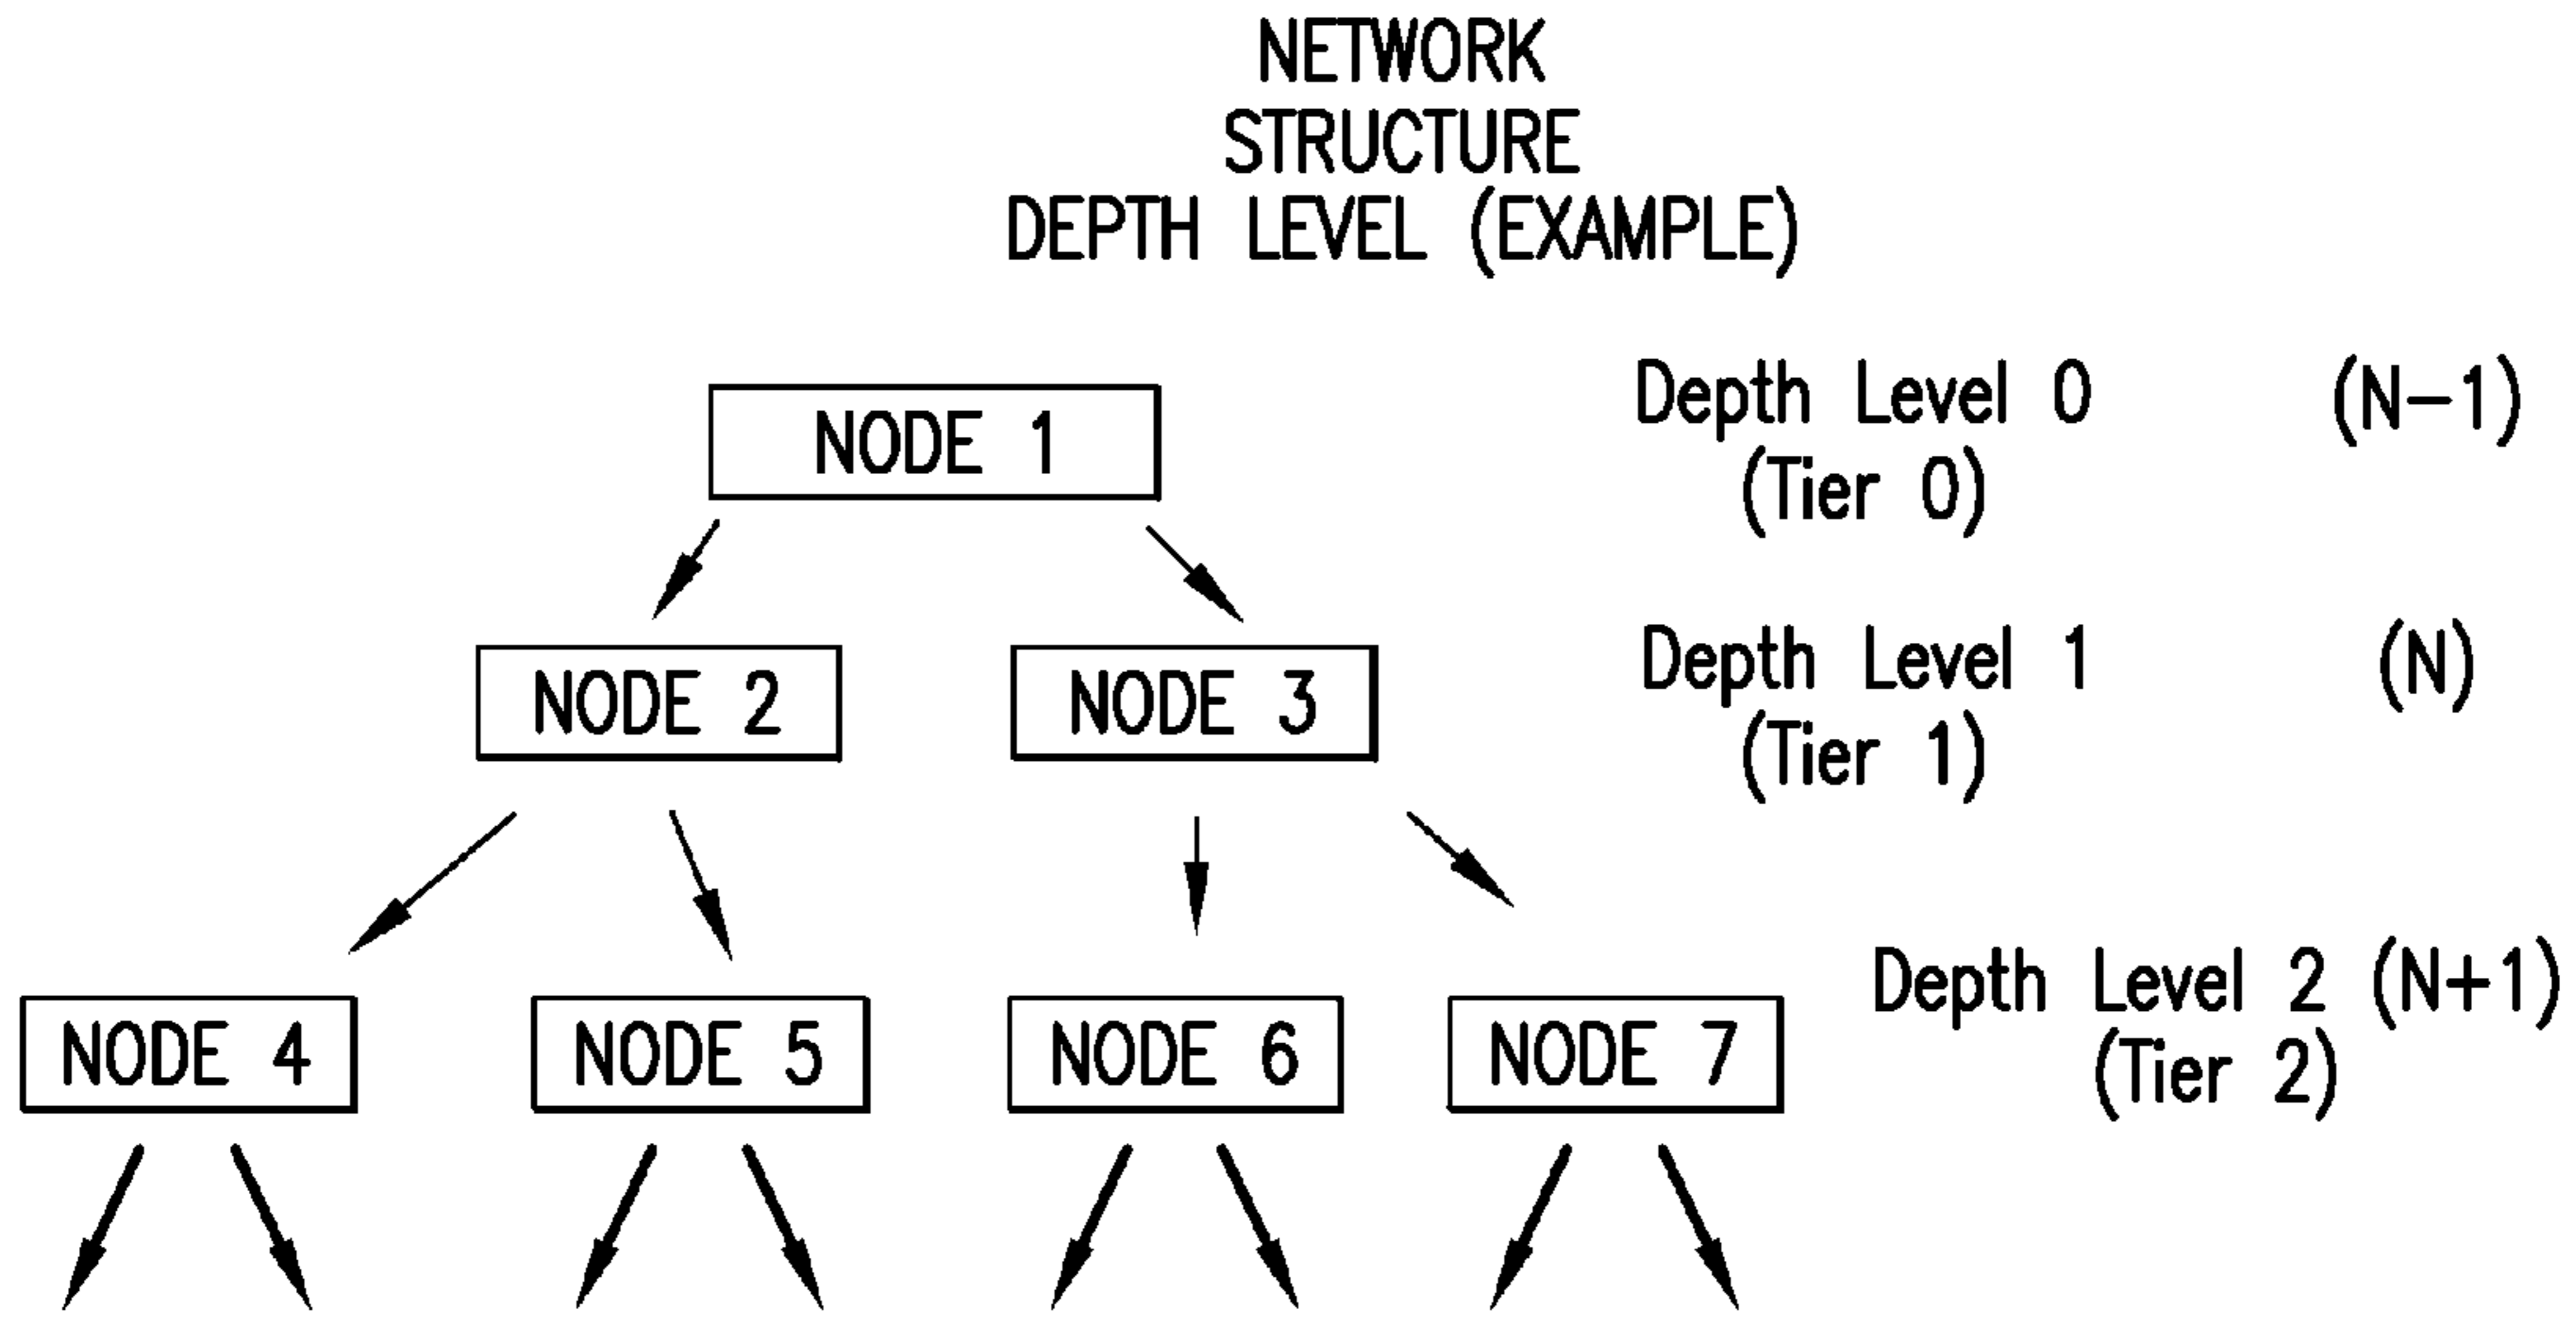 NETWORK
STRUCTURE
DEPTH LEVEL (EXAMPLE)
NODE 1
Depth Level 0 (N-1)
(Tier 0)
NODE 2 NODE 3
Depth Level 1 (N)
(Tier 1)
NODE 4 NODE 5 NODE 6 NODE 7
Depth Level 2 (N+1)
(Tier 2)